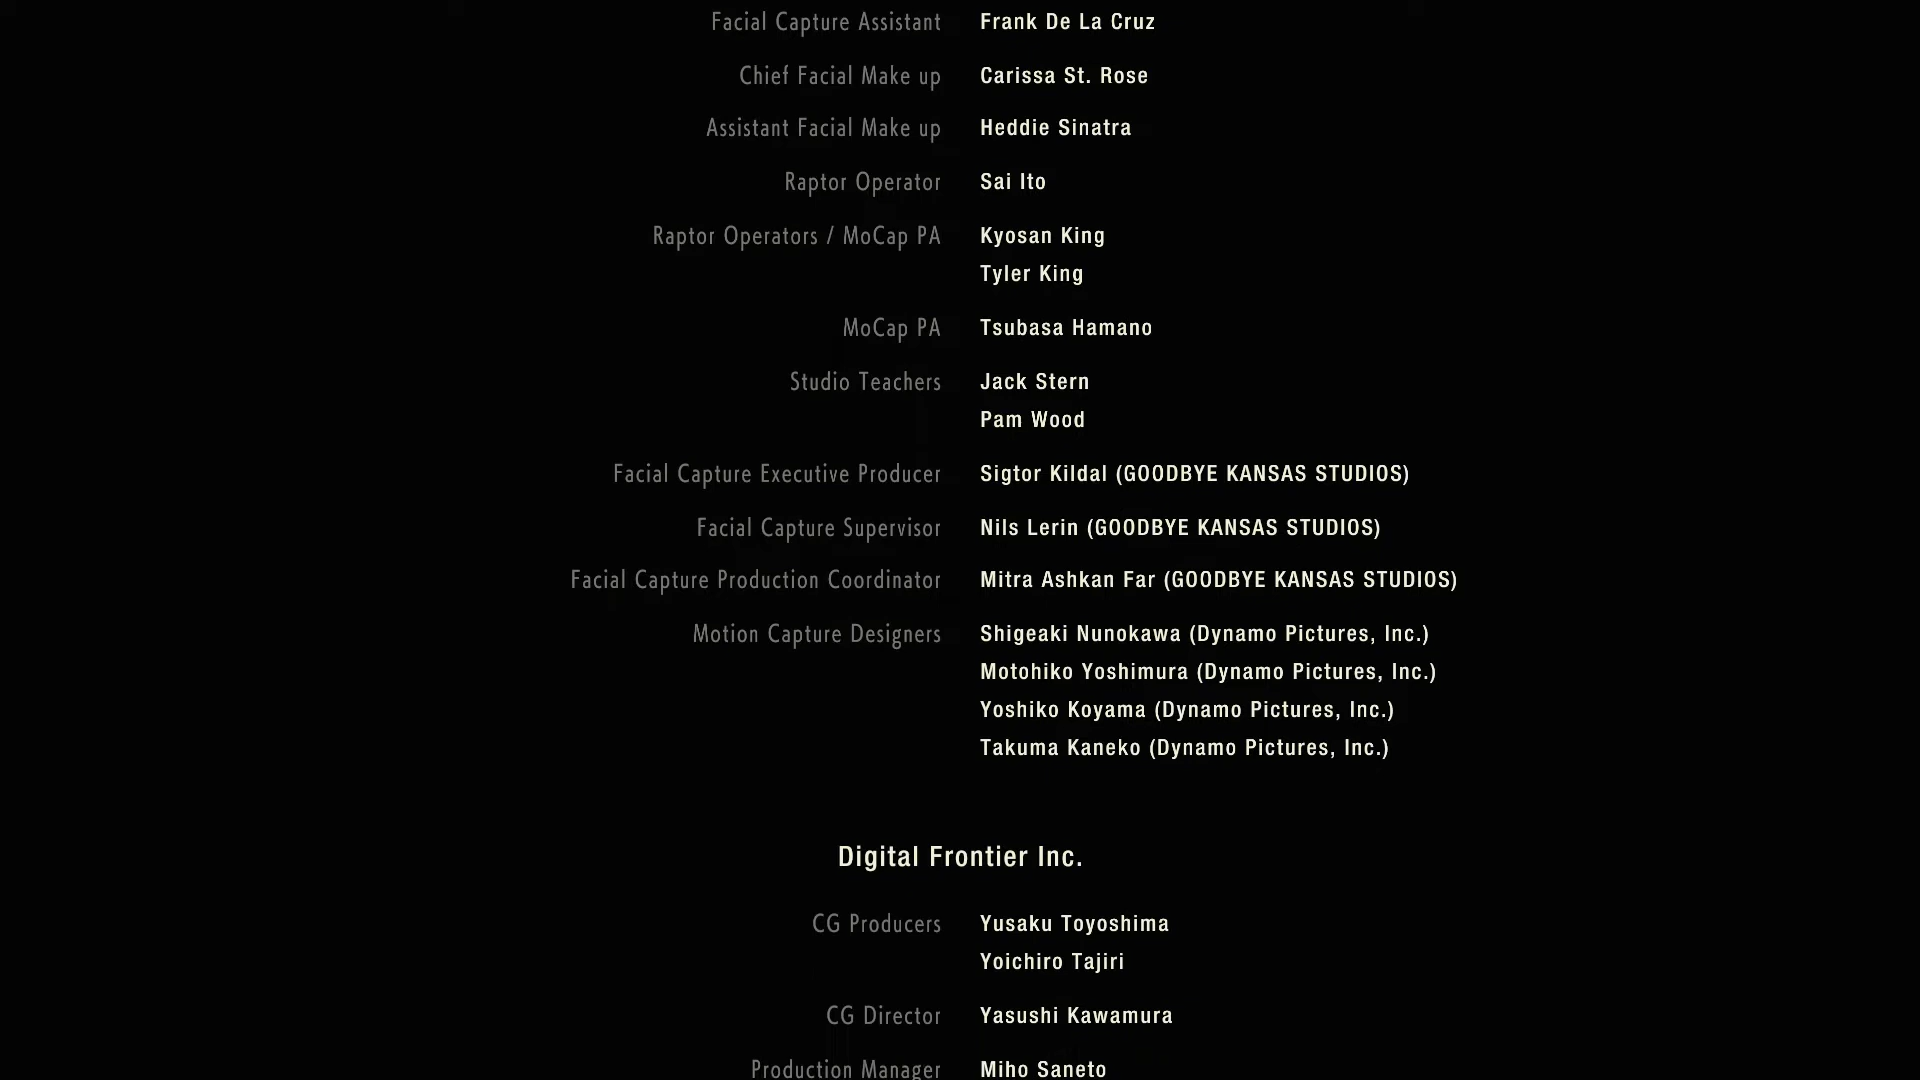 Facial Capture Assistant Frank De La Cruz
Chief Facial Make up Carissa St. Rose
Assistant Facial Make up Heddie Sinatra
Raptor Operator Sai Ito
Raptor Operators / MoCap PA Kyosan King
Tyler King
MoCap PA Tsubasa Hamano
Studio Teachers Jack Stern
Pam Wood
Facial Capture Executive Producer Sigtor Kildal (GOODBYE KANSAS STUDIOS)
Facial Capture Supervisor Nils Lerin (GOODBYE KANSAS STUDIOS)
Facial Capture Production Coordinator Mitra Ashkan Far (GOODBYE KANSAS STUDIOS)
Motion Capture Designers Shigeaki Nunokawa (Dynamo Pictures, Inc.)
Motohiko Yoshimura (Dynamo Pictures, Inc.)
Yoshiko Koyama (Dynamo Pictures, Inc.)
Takuma Kaneko (Dynamo Pictures, Inc.)
Digital Frontier Inc.
CG Producers Yusaku Toyoshima
Yoichiro Tajiri
CG Director Yasushi Kawamura
Production Manager Miho Saneto